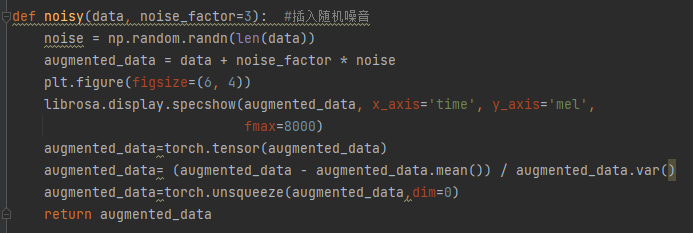 def noisy(data, noise_factor=3):  #插入随机噪音
    noise = np.random.randn(len(data))
    augmented_data = data + noise_factor * noise
    plt.figure(figsize=(6, 4))
    librosa.display.specshow(augmented_data, x_axis='time', y_axis='mel',
                             fmax=8000)
    augmented_data=torch.tensor(augmented_data)
    augmented_data= (augmented_data - augmented_data.mean()) / augmented_data.var()
    augmented_data=torch.unsqueeze(augmented_data,dim=0)
    return augmented_data